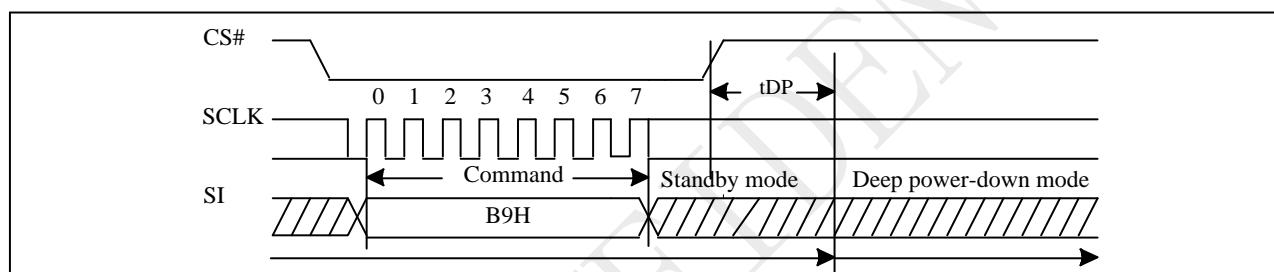 CS#
tDP
0 1 2 3 4 5 6 7
SCLK
Command
Standby mode
Deep power-down mode
SI
B9H